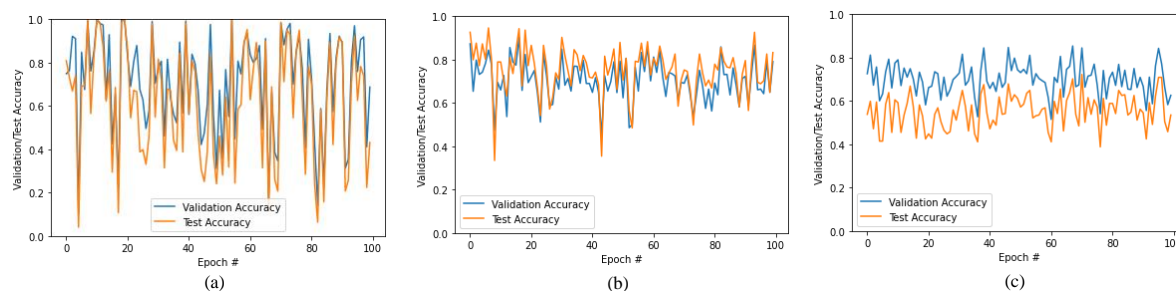 Validation/Test Accuracy
1.0
0.8
0.6
0.4
0.2
0.0
Validation Accuracy
Test Accuracy
0 20 40 60 80 100
Epoch #
(a)
Validation/Test Accuracy
1.0
0.8
0.6
0.4
0.2
0.0
Validation Accuracy
Test Accuracy
0 20 40 60 80 100
Epoch #
(b)
Validation/Test Accuracy
1.0
0.8
0.6
0.4
0.2
0.0
Validation Accuracy
Test Accuracy
0 20 40 60 80
Epoch #
(c)